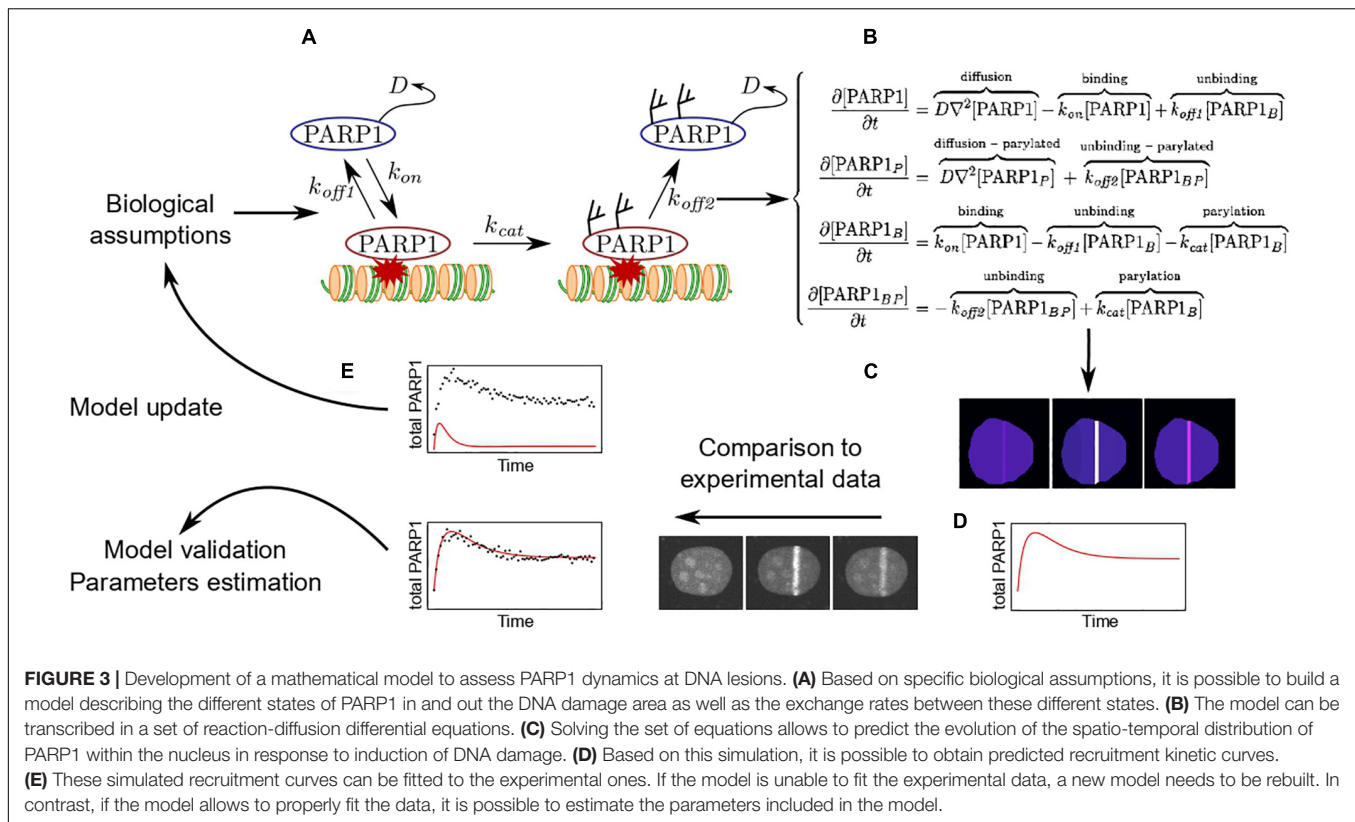 A
B
D
PARP1
k_off1
k_on
PARP1
k_cat
D
PARP1
k_off2
PARP1
Biological
assumptions
diffusion binding unbinding
∂[PARP1]/∂t = D∇²[PARP1] − k_on[PARP1] + k_off1[PARP1_B]
diffusion – parylated unbinding – parylated
∂[PARP1_P]/∂t = D∇²[PARP1_P] + k_off2[PARP1_BP]
binding unbinding parylation
∂[PARP1_B]/∂t = k_on[PARP1] − k_off1[PARP1_B] − k_cat[PARP1_B]
unbinding parylation
∂[PARP1_BP]/∂t = − k_off2[PARP1_BP] + k_cat[PARP1_B]
E
C
Model update
total PARP1
Time
Comparison to
experimental data
D
Model validation
Parameters estimation
total PARP1
Time
total PARP1
Time
FIGURE 3 | Development of a mathematical model to assess PARP1 dynamics at DNA lesions. (A) Based on specific biological assumptions, it is possible to build a
model describing the different states of PARP1 in and out the DNA damage area as well as the exchange rates between these different states. (B) The model can be
transcribed in a set of reaction-diffusion differential equations. (C) Solving the set of equations allows to predict the evolution of the spatio-temporal distribution of
PARP1 within the nucleus in response to induction of DNA damage. (D) Based on this simulation, it is possible to obtain predicted recruitment kinetic curves.
(E) These simulated recruitment curves can be fitted to the experimental ones. If the model is unable to fit the experimental data, a new model needs to be rebuilt. In
contrast, if the model allows to properly fit the data, it is possible to estimate the parameters included in the model.